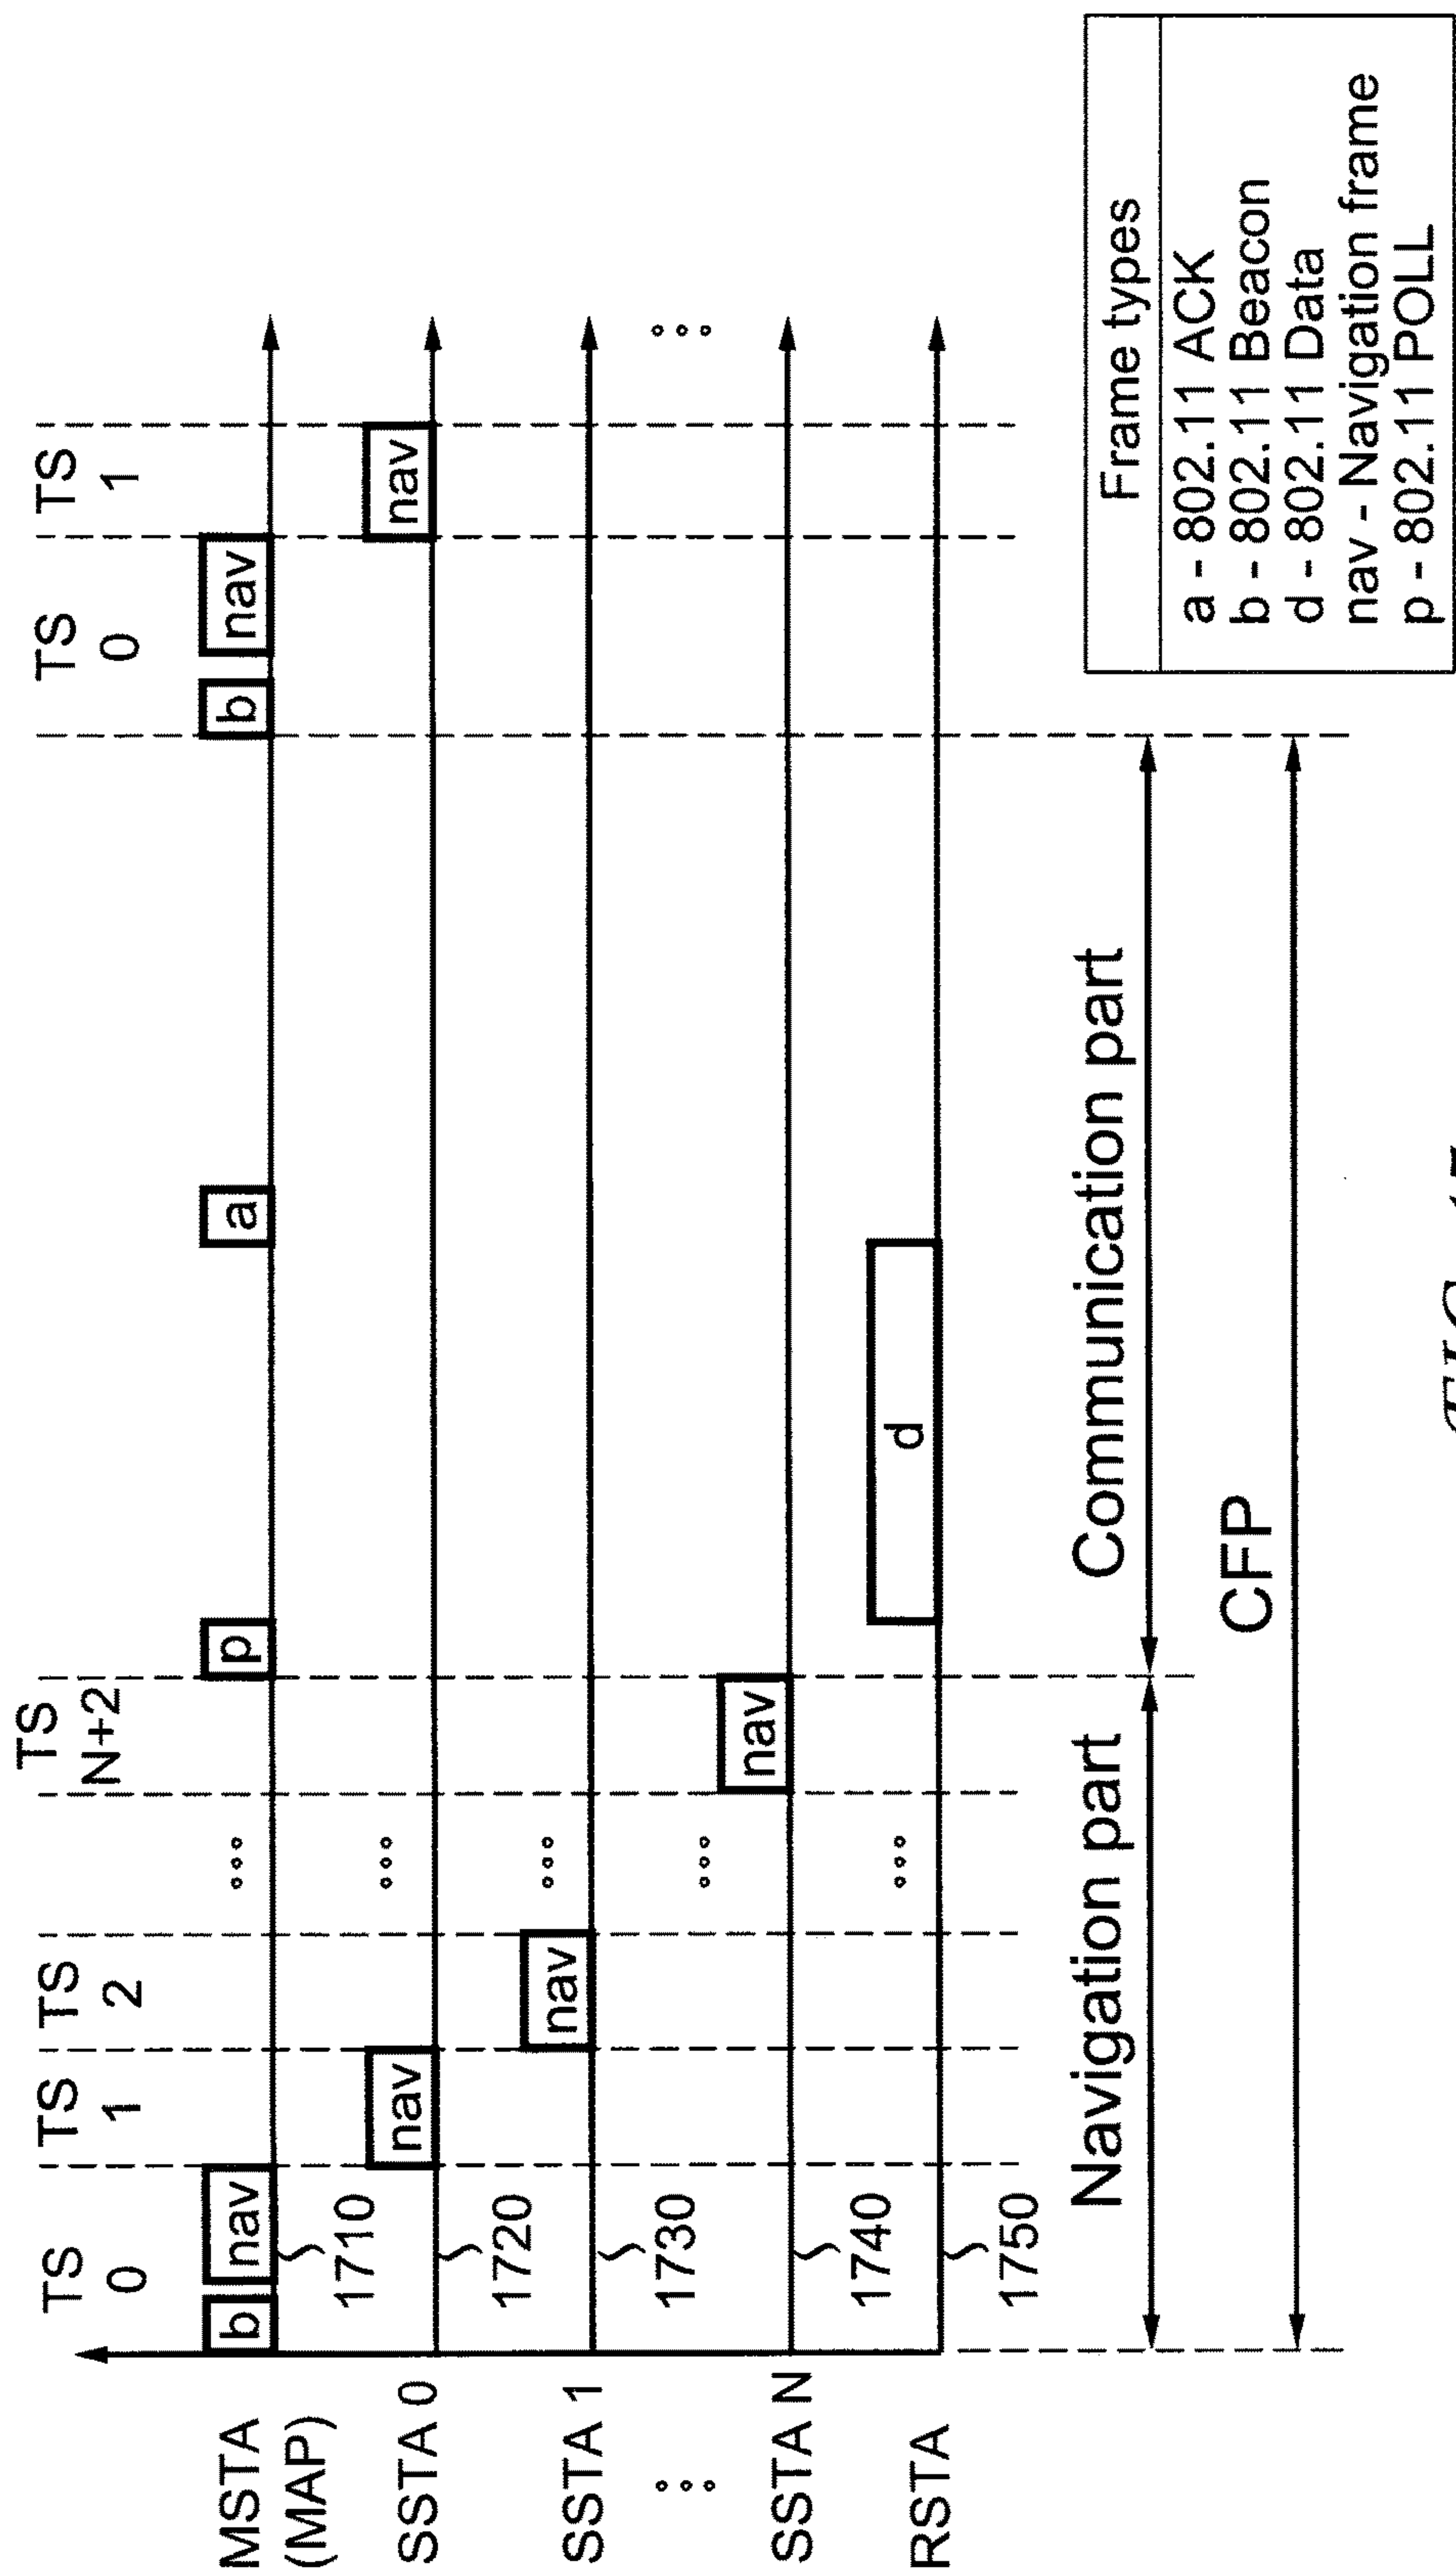 TS 0
TS 1
TS 2
TS N+2
TS 0
TS 1
MSTA (MAP)
b
nav
...
p
a
b
nav
1710
SSTA 0
nav
...
nav
1720
SSTA 1
nav
...
1730
SSTA N
...
nav
1740
RSTA
...
d
1750
Navigation part
Communication part
CFP
Frame types
a - 802.11 ACK
b - 802.11 Beacon
d - 802.11 Data
nav - Navigation frame
p - 802.11 POLL